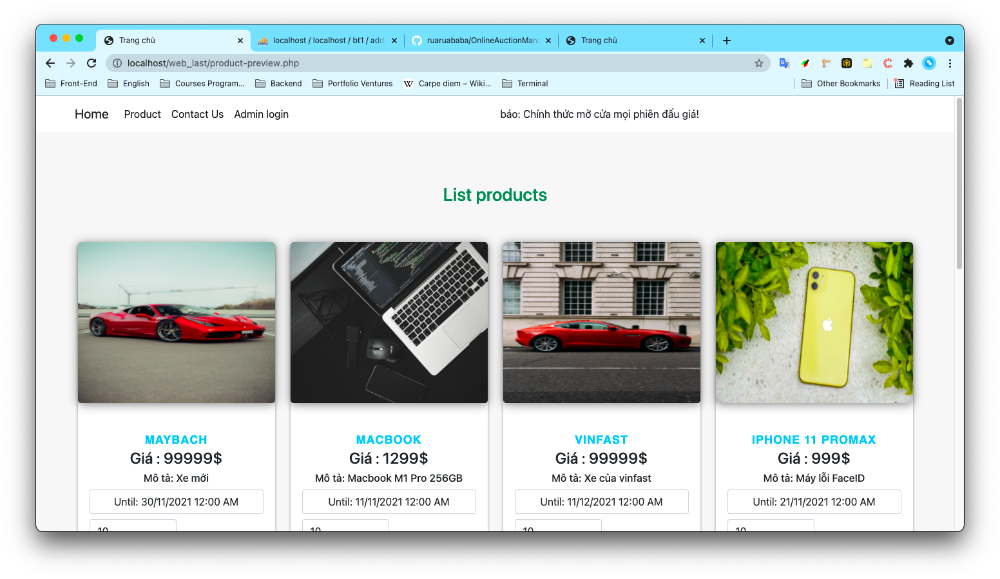 Trang chủ
localhost / localhost / bt1 / add
ruaruababa/OnlineAuctionMana
Trang chủ
localhost/web_last/product-preview.php
Front-End
English
Courses Program...
Backend
Portfolio Ventures
W Carpe diem – Wiki...
Terminal
Other Bookmarks
Reading List
Home
Product
Contact Us
Admin login
báo: Chính thức mở cửa mọi phiên đấu giá!
List products
MAYBACH
Giá : 99999$
Mô tả: Xe mới
Until: 30/11/2021 12:00 AM
10
MACBOOK
Giá : 1299$
Mô tả: Macbook M1 Pro 256GB
Until: 11/11/2021 12:00 AM
10
VINFAST
Giá : 99999$
Mô tả: Xe của vinfast
Until: 11/12/2021 12:00 AM
10
IPHONE 11 PROMAX
Giá : 999$
Mô tả: Máy lỗi FaceID
Until: 21/11/2021 12:00 AM
10